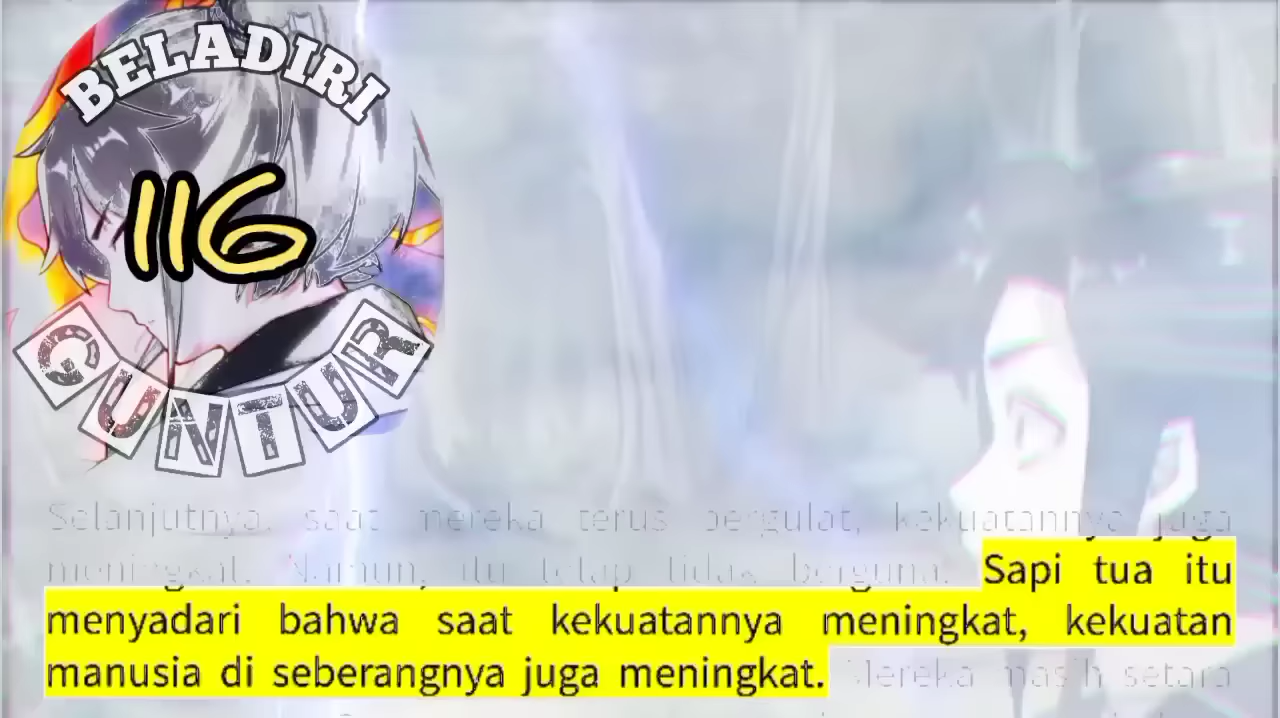 BELADIRI
116
GUNTUR
Selanjutnya, saat mereka terus bergulat, kekuatannya juga
meningkat. Namun, itu tetap tidak berguna. Sapi tua itu
menyadari bahwa saat kekuatannya meningkat, kekuatan
manusia di seberangnya juga meningkat. Mereka masih setara